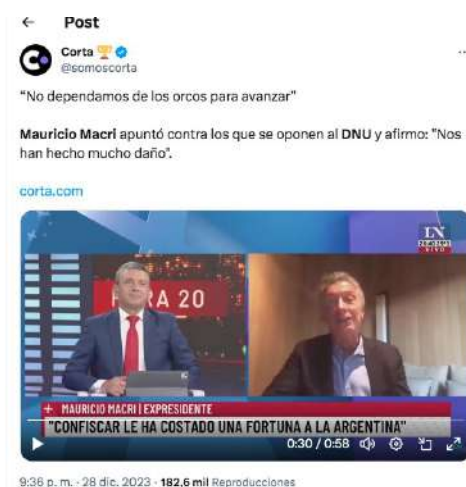 Post
Corta
@somoscorta
“No dependamos de los orcos para avanzar”
Mauricio Macri apuntó contra los que se oponen al DNU y afirmo: "Nos
han hecho mucho daño".
corta.com
LN
VIVO
RA 20
MAURICIO MACRI | EXPRESIDENTE
"CONFISCAR LE HA COSTADO UNA FORTUNA A LA ARGENTINA"
0:30 / 0:58
9:36 p. m. · 28 dic. 2023 · 182,6 mil Reproducciones